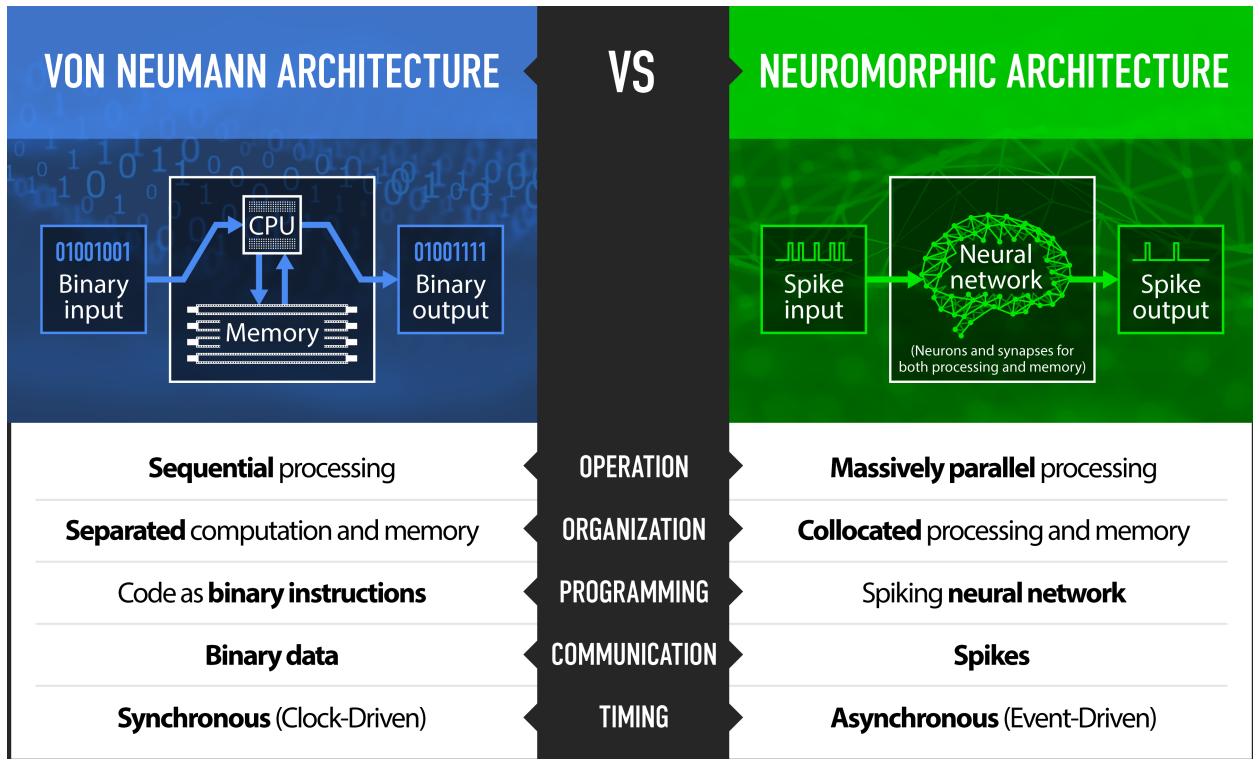 VON NEUMANN ARCHITECTURE
VS
NEUROMORPHIC ARCHITECTURE
01001001
Binary
input
CPU
Memory
01001111
Binary
output
Spike
input
Neural
network
(Neurons and synapses for
both processing and memory)
Spike
output
Sequential processing
OPERATION
Massively parallel processing
Separated computation and memory
ORGANIZATION
Collocated processing and memory
Code as binary instructions
PROGRAMMING
Spiking neural network
Binary data
COMMUNICATION
Spikes
Synchronous (Clock-Driven)
TIMING
Asynchronous (Event-Driven)